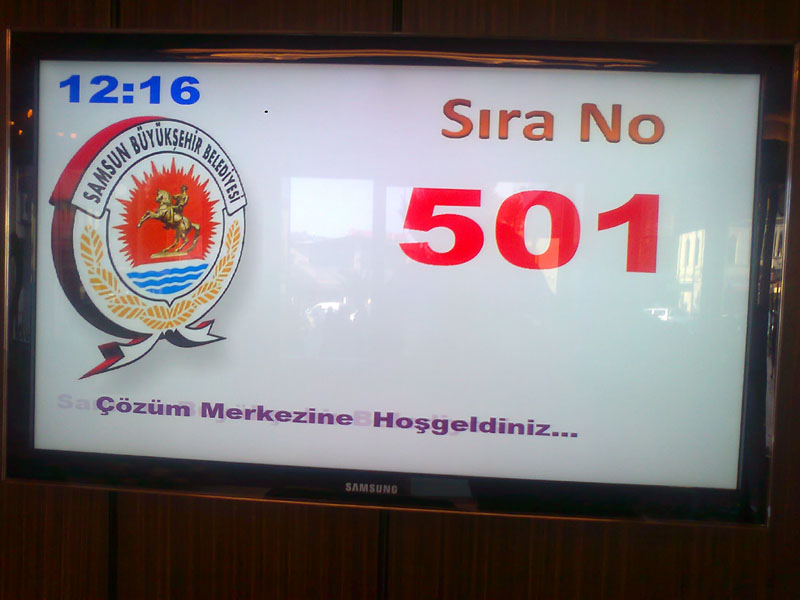 12:16
Sıra No
SAMSUN BÜYÜKŞEHİR BELEDİYESİ
501
Çözüm Merkezine Hoşgeldiniz...
SAMSUNG